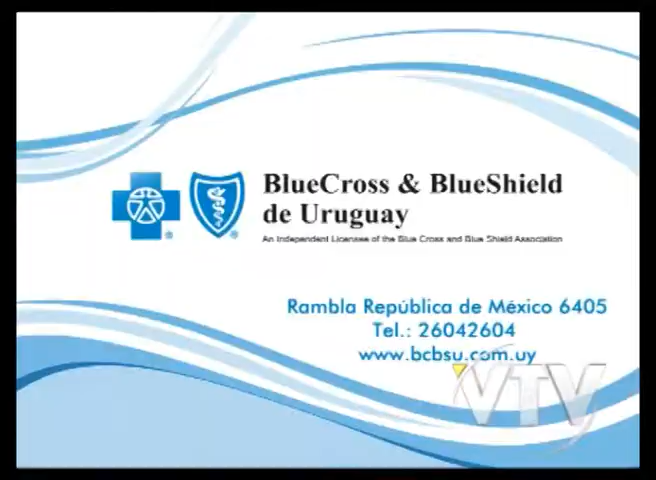 BlueCross & BlueShield
de Uruguay
An Independent Licensee of the Blue Cross and Blue Shield Association
Rambla República de México 6405
Tel.: 26042604
www.bcbsu.com.uy
VTV